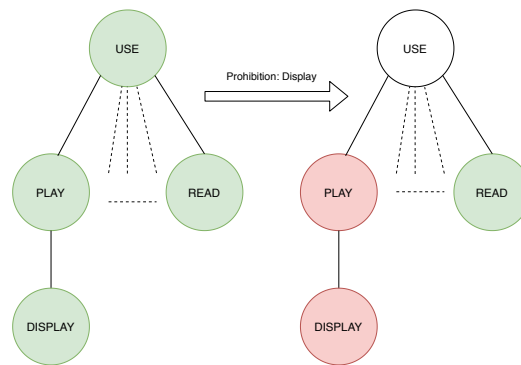 USE
Prohibition: Display
USE
PLAY
READ
PLAY
READ
DISPLAY
DISPLAY